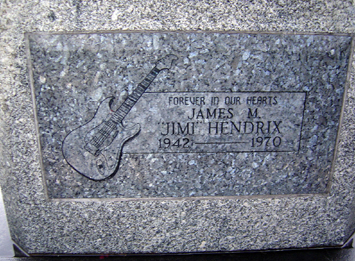 FOREVER IN OUR HEARTS
JAMES M.
"JIMI" HENDRIX
1942 — 1970